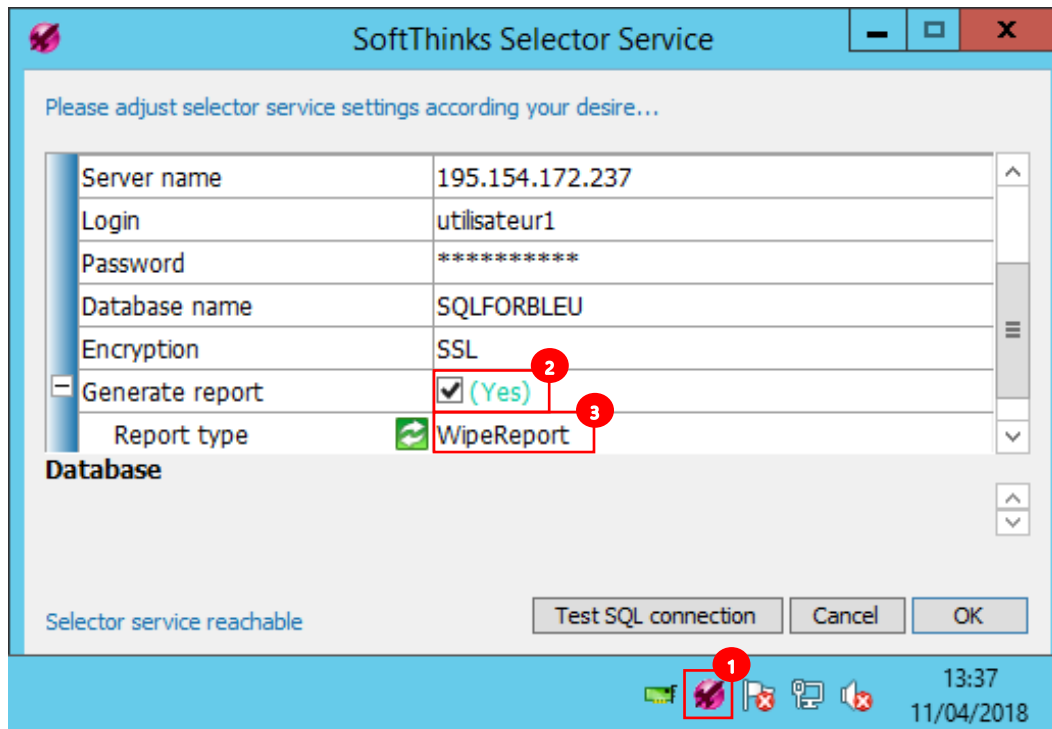 SoftThinks Selector Service
Please adjust selector service settings according your desire...
Server name 195.154.172.237
Login utilisateur1
Password **********
Database name SQLFORBLEU
Encryption SSL
2
Generate report (Yes)
3
Report type WipeReport
Database
Selector service reachable Test SQL connection Cancel OK
1
13:37
11/04/2018